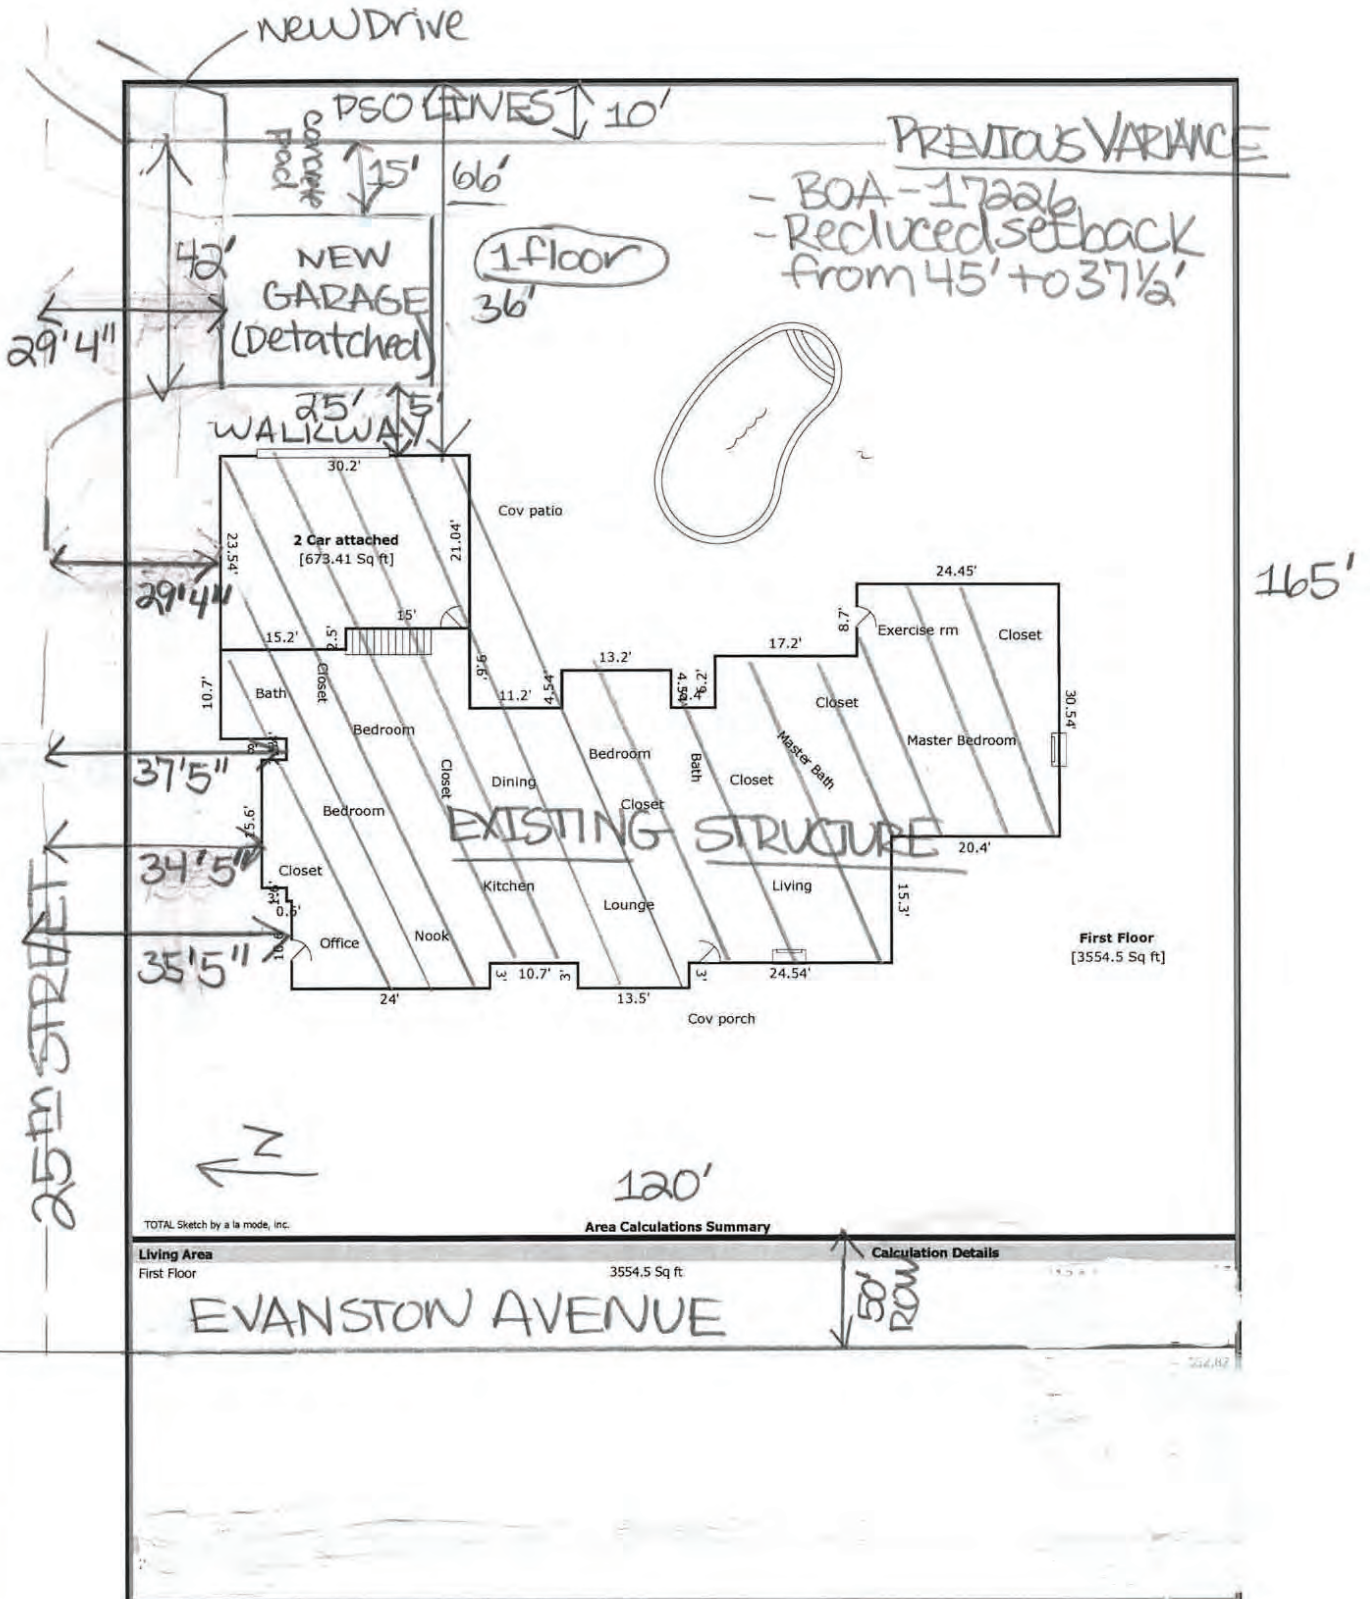 New Drive
PSO LINES 10'
PREVIOUS VARIANCE
- BOA-17226
- Reduced setback
from 45' to 37½'
Concrete
Pad
15'
66'
42'
NEW
GARAGE
(Detatched)
1 floor
36'
29'4"
25' 5'
WALKWAY
30.2'
Cov patio
23.54'
2 Car attached
[673.41 Sq ft]
21.04'
165'
29'4"
15'
15.2'
2.5'
24.45'
8.7'
Exercise rm
Closet
17.2'
13.2'
9.6'
11.2'
4.54'
4.54'
6.2'
10.7'
Bath
Closet
Bedroom
Closet
30.54'
Master Bedroom
Master Bath
Bedroom
Bath
Closet
Dining
Closet
Closet
37'5"
Bedroom
15.6'
EXISTING STRUCTURE
34'5"
20.4'
Closet
Kitchen
Living
Lounge
15.3'
0.6'
35'5"
Office
Nook
First Floor
[3554.5 Sq ft]
24'
3'
10.7'
3'
13.5'
3'
24.54'
Cov porch
25TH STREET
N
120'
TOTAL Sketch by a la mode, inc.
Area Calculations Summary
Living Area
Calculation Details
First Floor
3554.5 Sq ft
EVANSTON AVENUE
50'
ROW